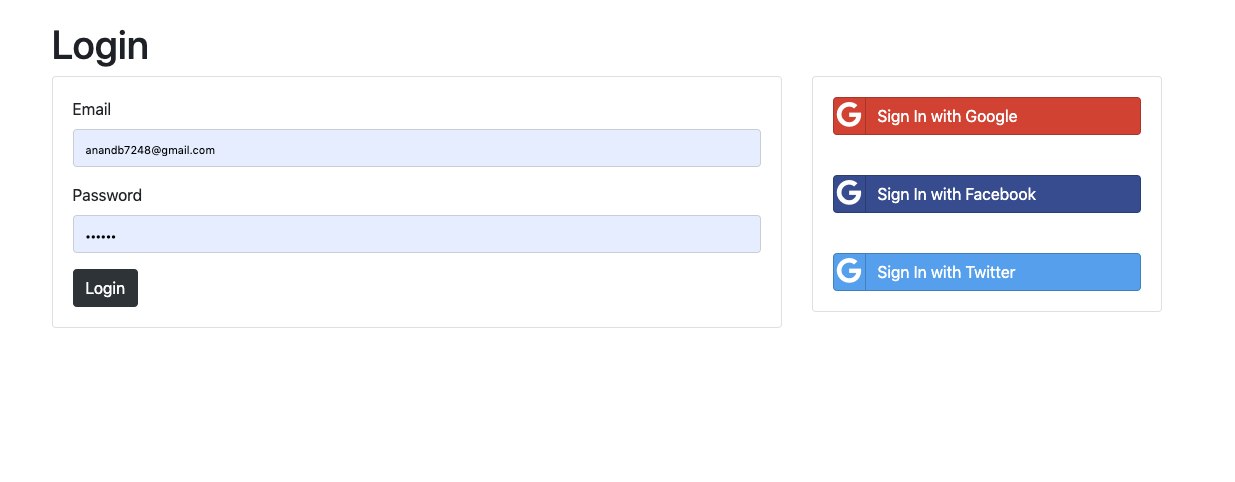 Login
Email
anandb7248@gmail.com
Password
••••••
Login
G Sign In with Google
G Sign In with Facebook
G Sign In with Twitter